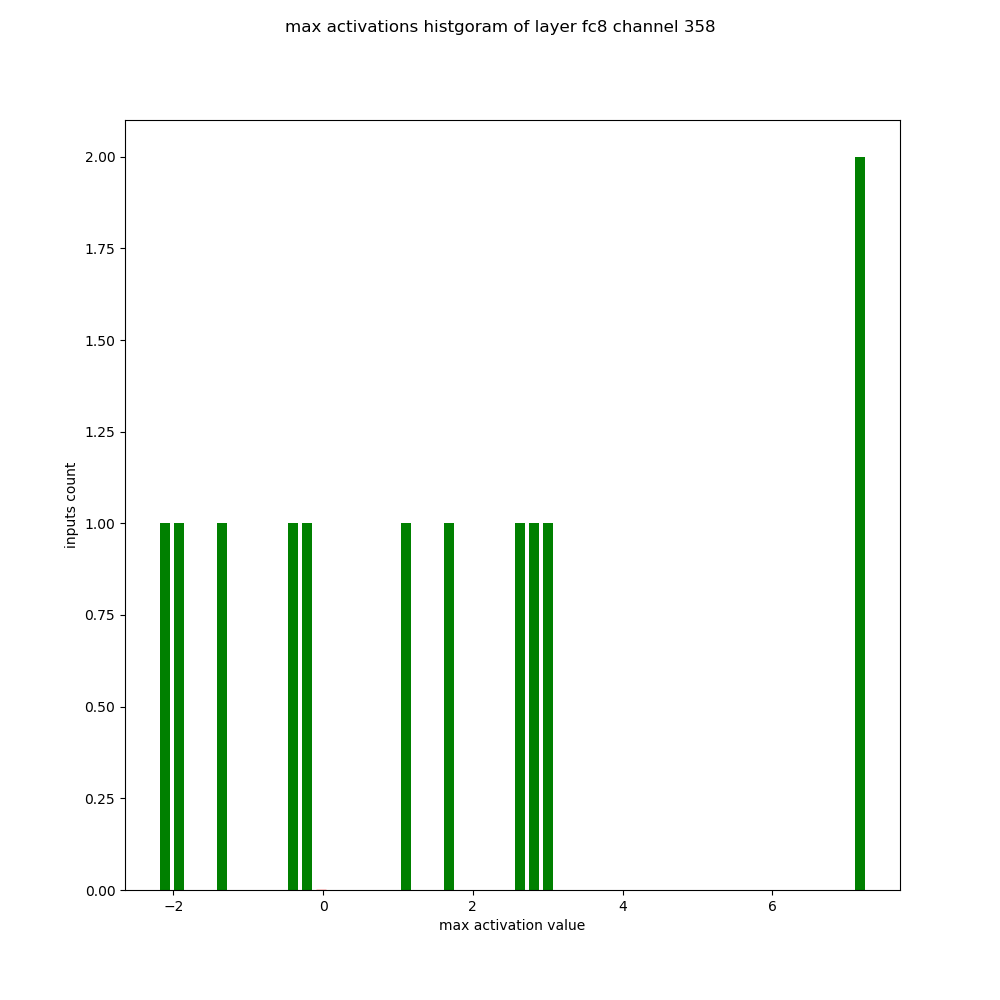 max activations histgoram of layer fc8 channel 358
2.00
1.75
1.50
1.25
1.00
0.75
0.50
0.25
0.00
inputs count
−2 0 2 4 6
max activation value